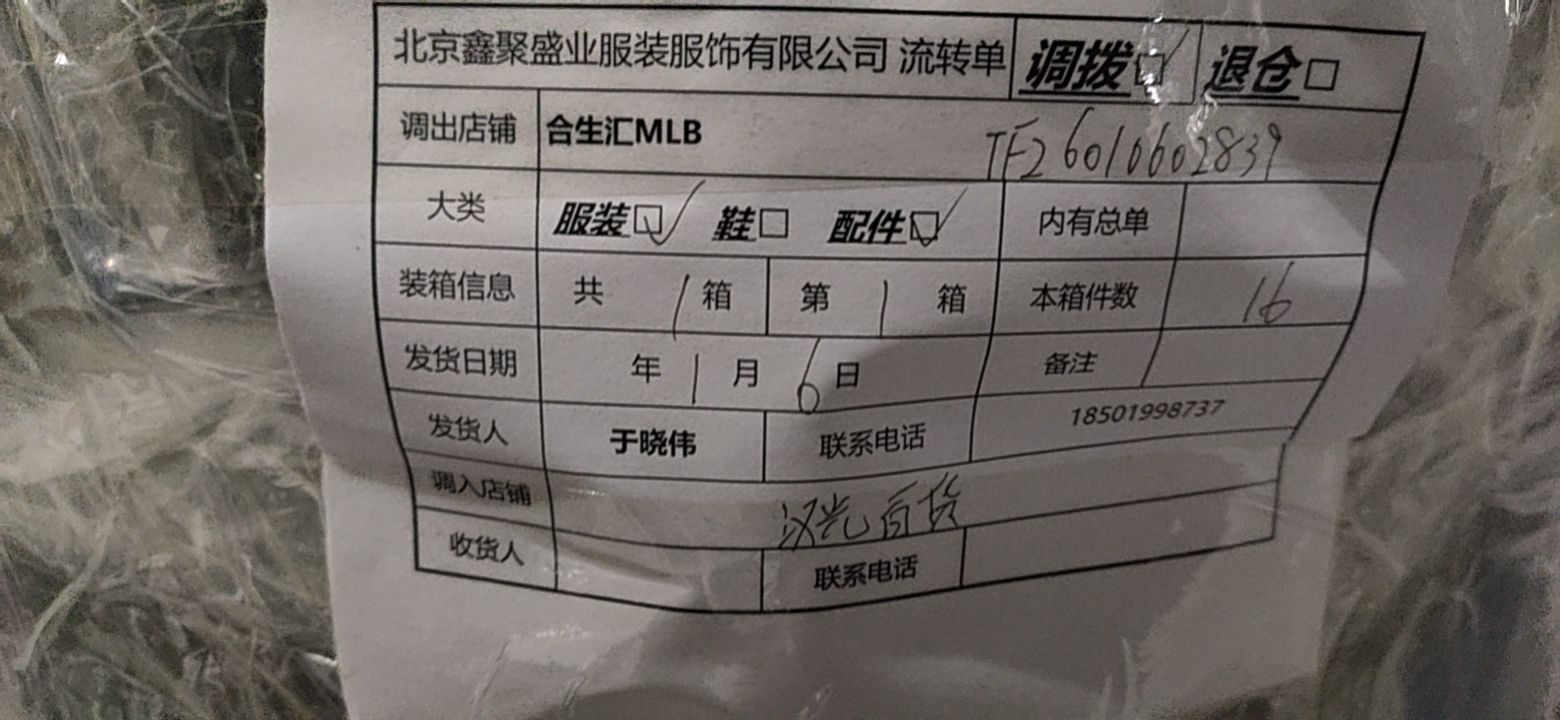 北京鑫聚盛业服装服饰有限公司 流转单 调拨☑ 退仓□
调出店铺 合生汇MLB TF26010602839
大类 服装☑ 鞋□ 配件☑ 内有总单
装箱信息 共 1 箱 第 1 箱 本箱件数 16
发货日期 年 1 月 6 日 备注
发货人 于晓伟 联系电话 18501998737
调入店铺 汉光百货
收货人 联系电话